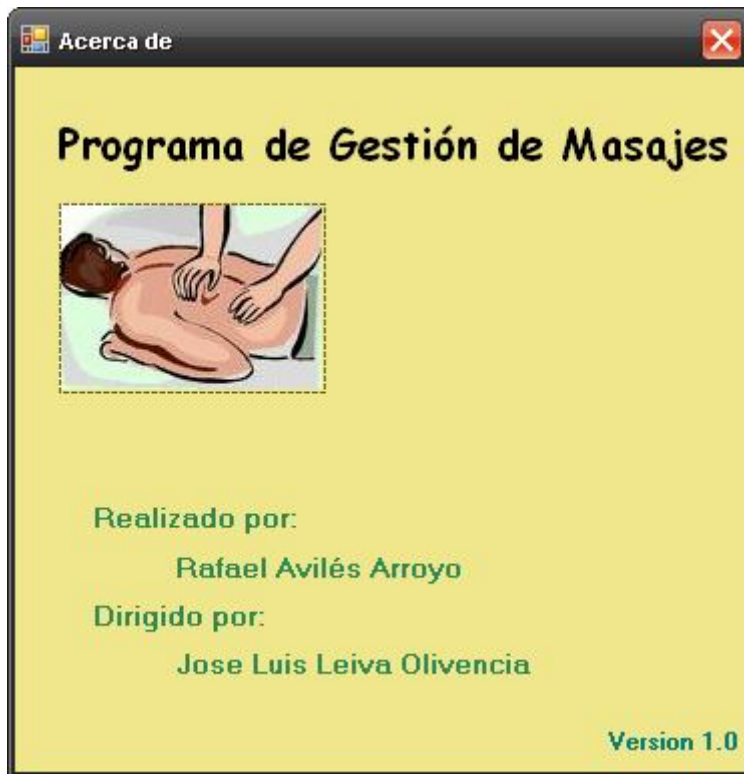 Acerca de
Programa de Gestión de Masajes
Realizado por:
Rafael Avilés Arroyo
Dirigido por:
Jose Luis Leiva Olivencia
Version 1.0